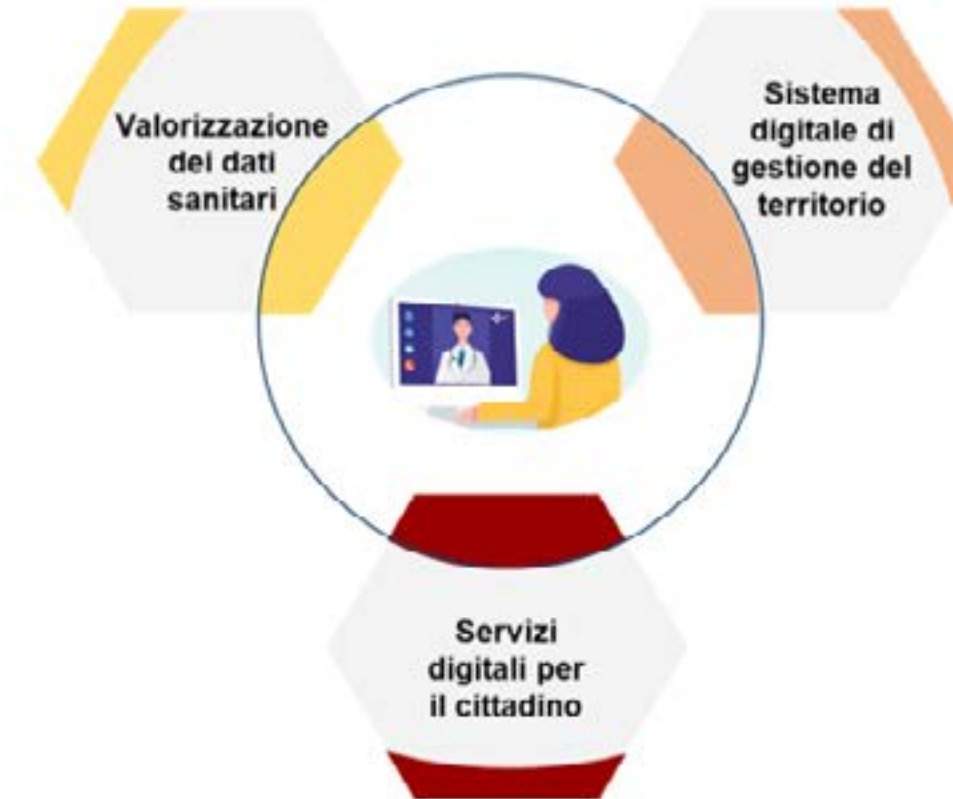 Valorizzazione
dei dati
sanitari
Sistema
digitale di
gestione del
territorio
Servizi
digitali per
il cittadino